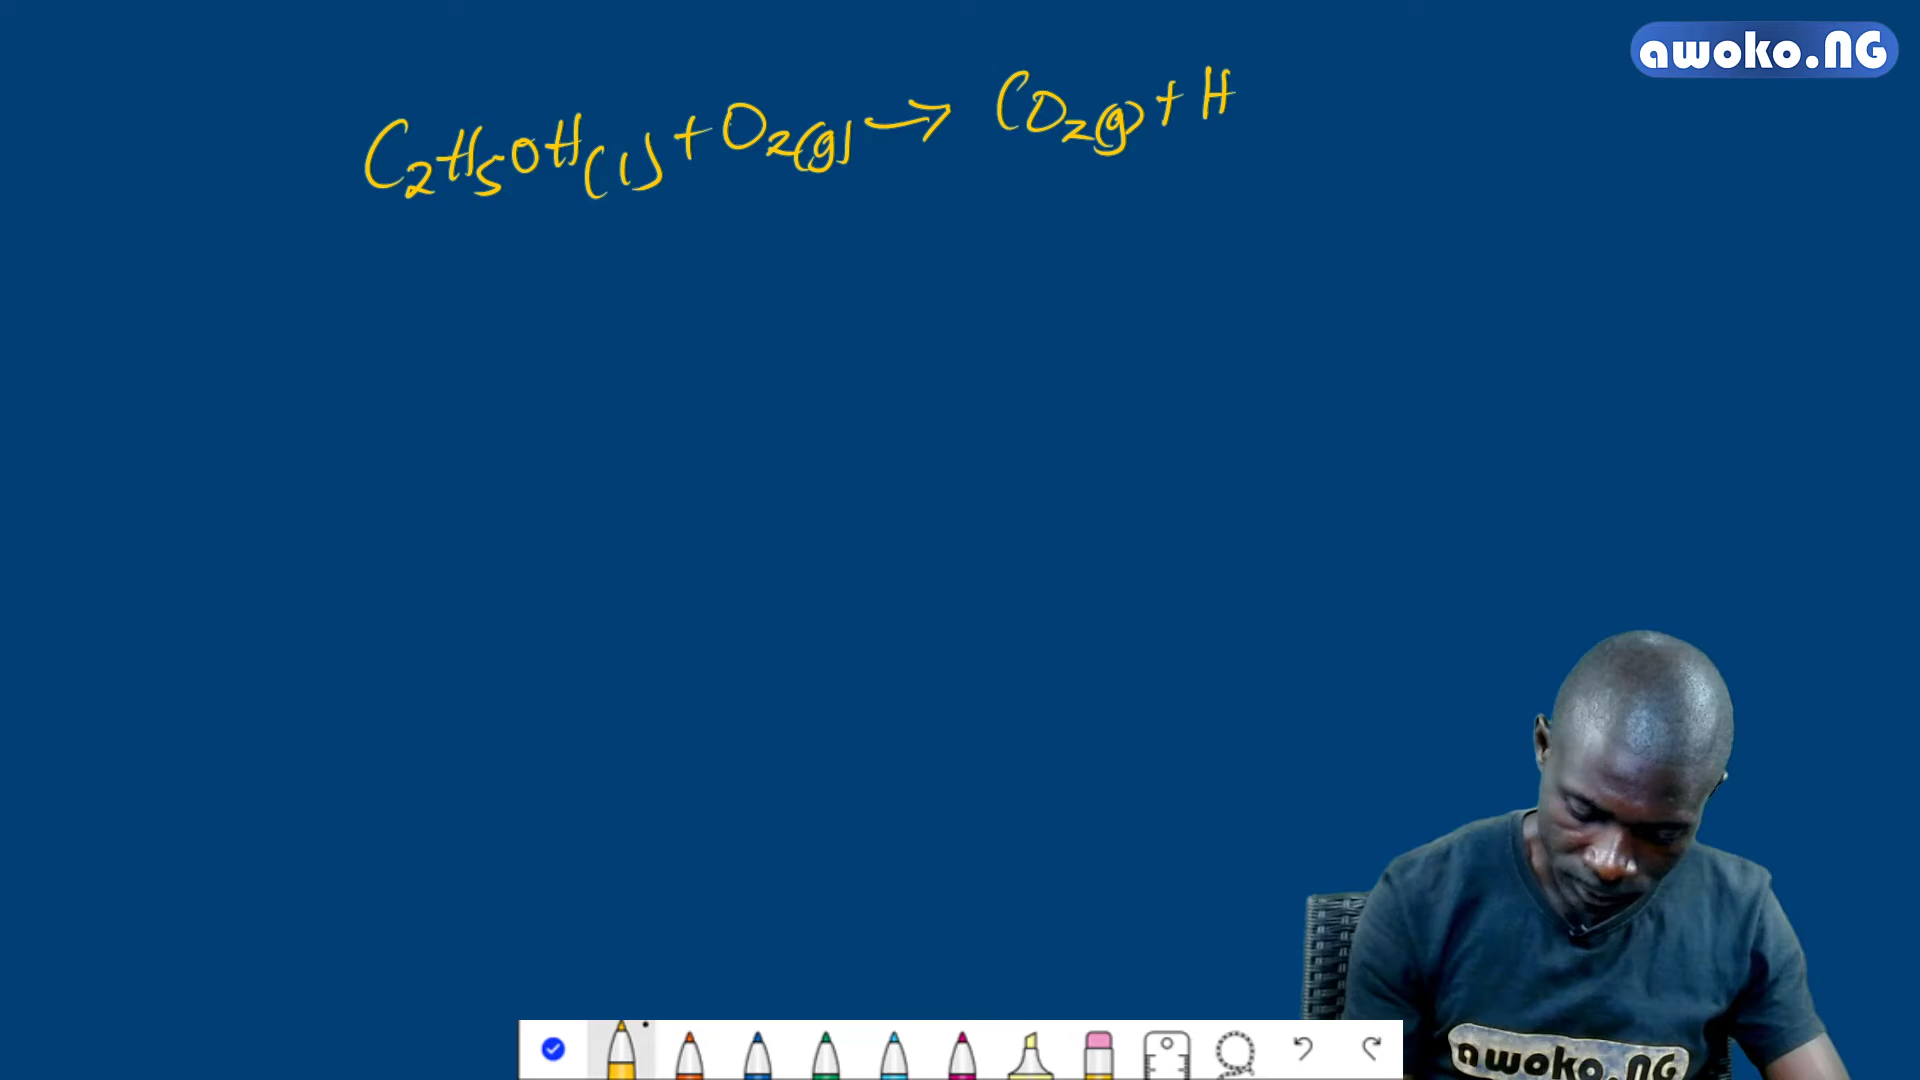 awoko.NG
C₂H₅OH(l) + O₂(g) → CO₂(g) + H
awoko.NG